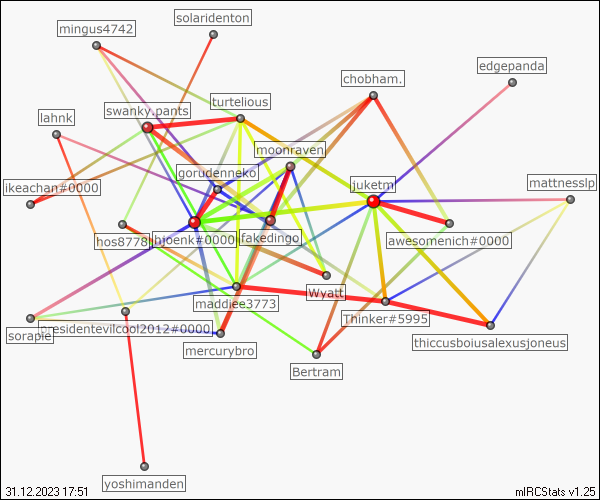 solaridenton
mingus4742
edgepanda
chobham.
turtelious
swanky.pants
lahnk
moonraven
gorudenneko
juketm
mattnesslp
ikeachan#0000
hos8778
bjoenk#0000
fakedingo
awesomenich#0000
Wyatt
maddiee3773
Thinker#5995
presidentevilcool2012#0000
sorapie
thiccusboiusalexusjoneus
mercurybro
Bertram
yoshimanden
31.12.2023 17:51
mIRCStats v1.25